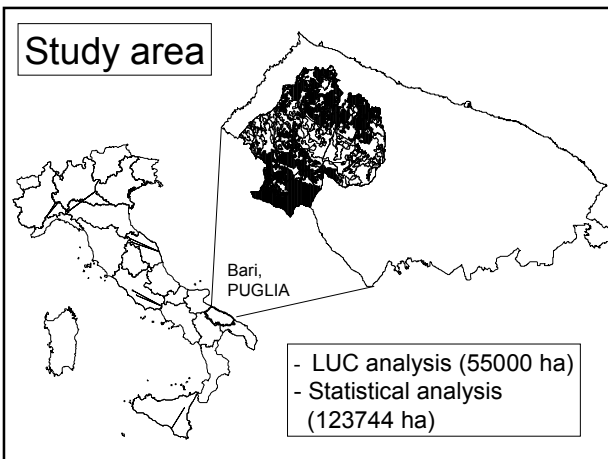 Study area
Bari,
PUGLIA
- LUC analysis (55000 ha)
- Statistical analysis
(123744 ha)